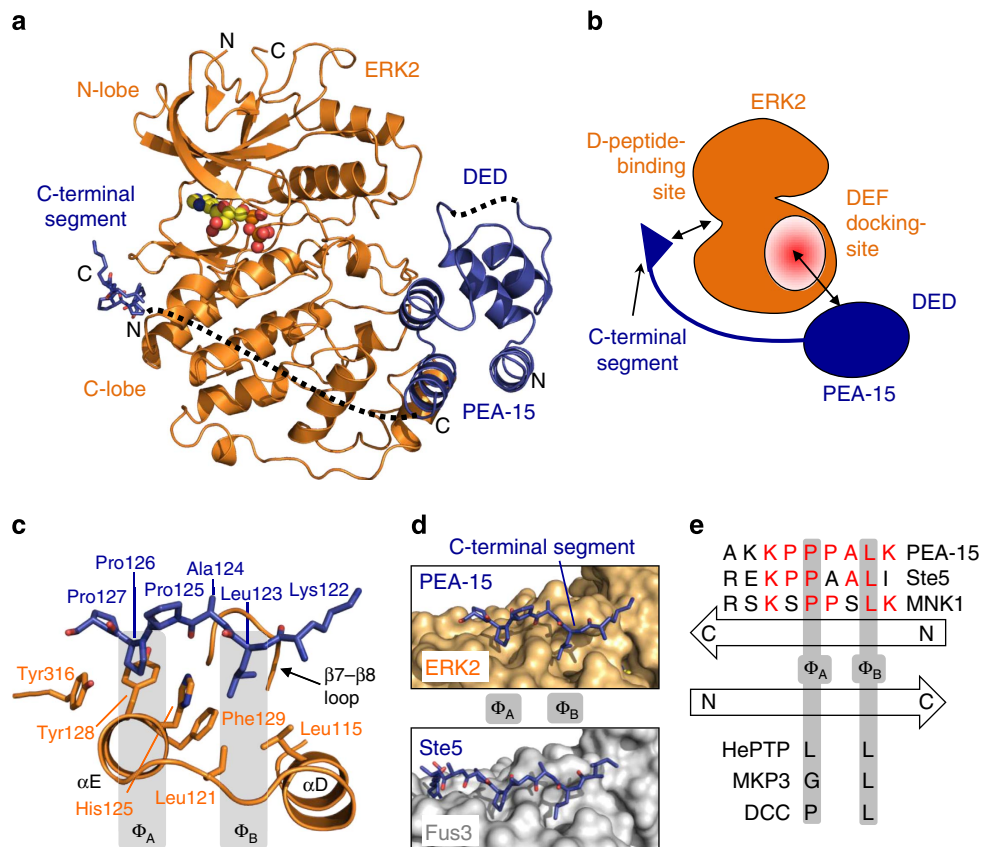 a
N
C
ERK2
N-lobe
DED
C-terminal
segment
C
N
C-lobe
N
C
PEA-15
b
ERK2
D-peptide-
binding
site
DEF
docking-
site
DED
C-terminal
segment
PEA-15
c
Pro126
Pro127
Pro125
Ala124
Leu123
Lys122
β7–β8
loop
Tyr316
Tyr128
Phe129
Leu115
αE
αD
His125
Leu121
ΦA
ΦB
d
C-terminal segment
PEA-15
ERK2
ΦA
ΦB
Ste5
Fus3
e
A K K P P P A L K PEA-15
R E K P P A A L I Ste5
R S K S P P S L K MNK1
C N
ΦA ΦB
N C
HePTP L L
MKP3 G L
DCC P L